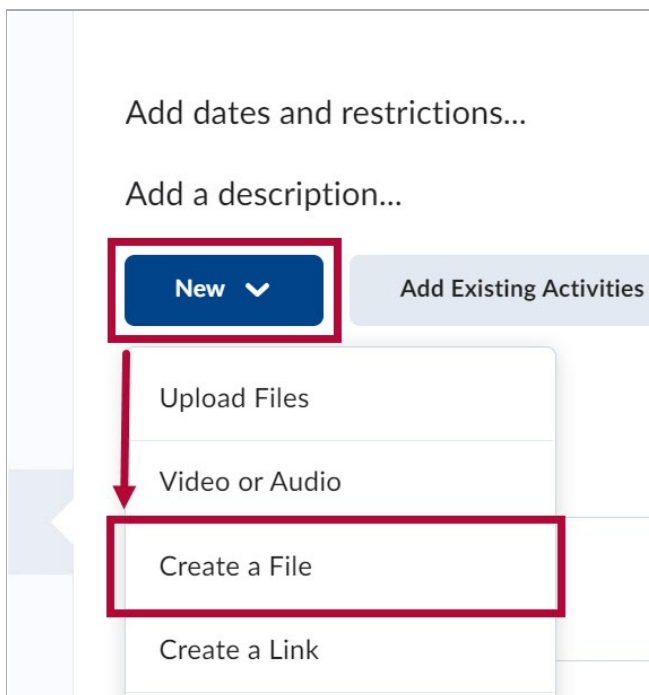 Add dates and restrictions...
Add a description...
New
Add Existing Activities
Upload Files
Video or Audio
Create a File
Create a Link